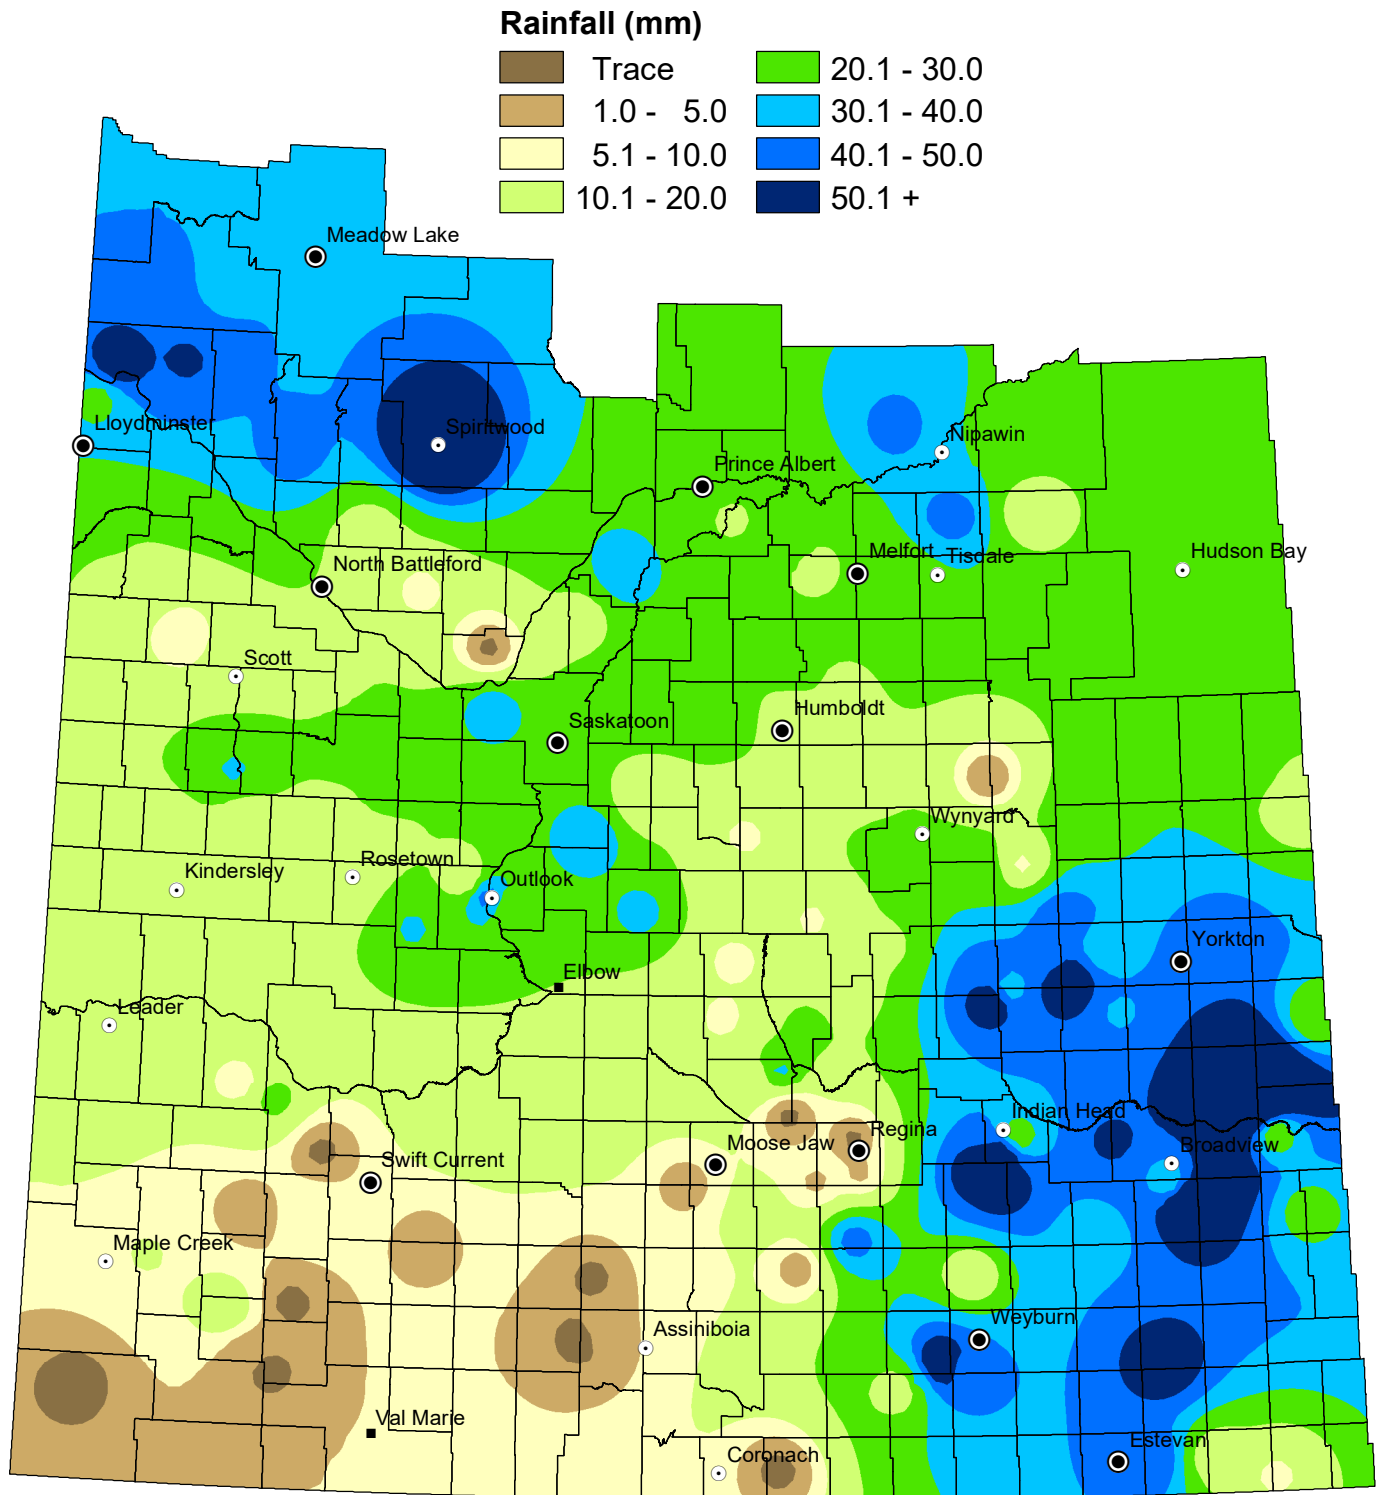 Rainfall (mm)
Trace
20.1 - 30.0
1.0 - 5.0
30.1 - 40.0
5.1 - 10.0
40.1 - 50.0
10.1 - 20.0
50.1 +
Meadow Lake
Lloydminster
Spiritwood
Nipawin
Prince Albert
North Battleford
Melfort
Tisdale
Hudson Bay
Scott
Saskatoon
Humboldt
Wynyard
Kindersley
Rosetown
Outlook
Yorkton
Elbow
Leader
Indian Head
Moose Jaw
Regina
Broadview
Swift Current
Maple Creek
Weyburn
Assiniboia
Val Marie
Coronach
Estevan